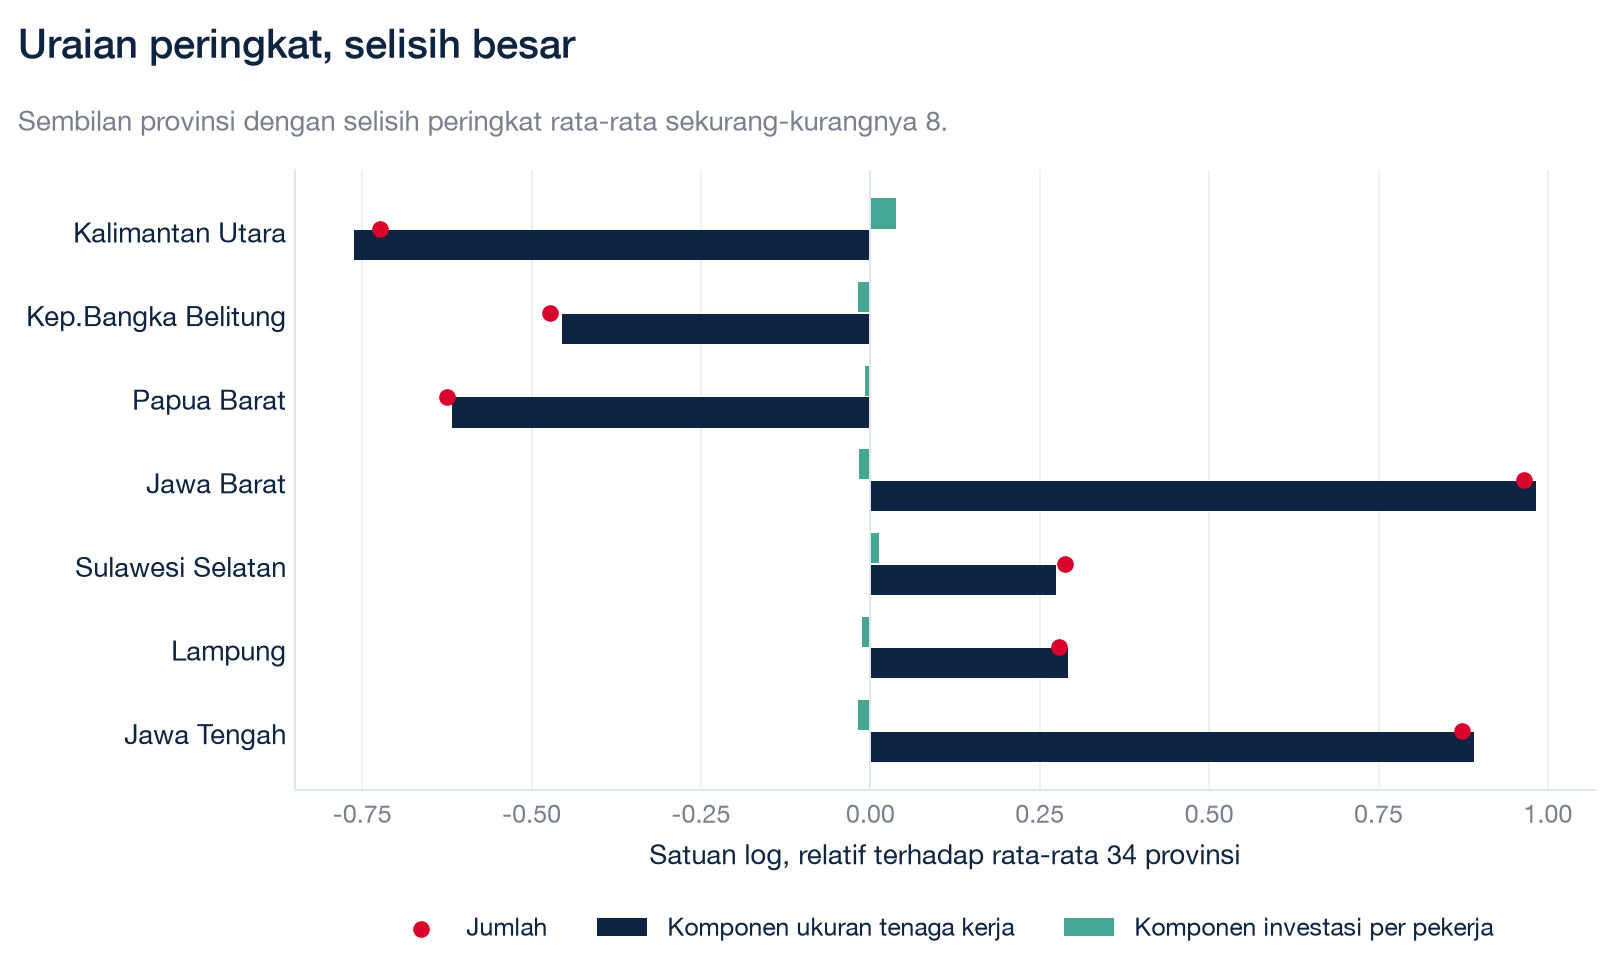 Uraian peringkat, selisih besar
Sembilan provinsi dengan selisih peringkat rata-rata sekurang-kurangnya 8.
Kalimantan Utara
Kep.Bangka Belitung
Papua Barat
Jawa Barat
Sulawesi Selatan
Lampung
Jawa Tengah
-0.75 -0.50 -0.25 0.00 0.25 0.50 0.75 1.00
Satuan log, relatif terhadap rata-rata 34 provinsi
Jumlah Komponen ukuran tenaga kerja Komponen investasi per pekerja